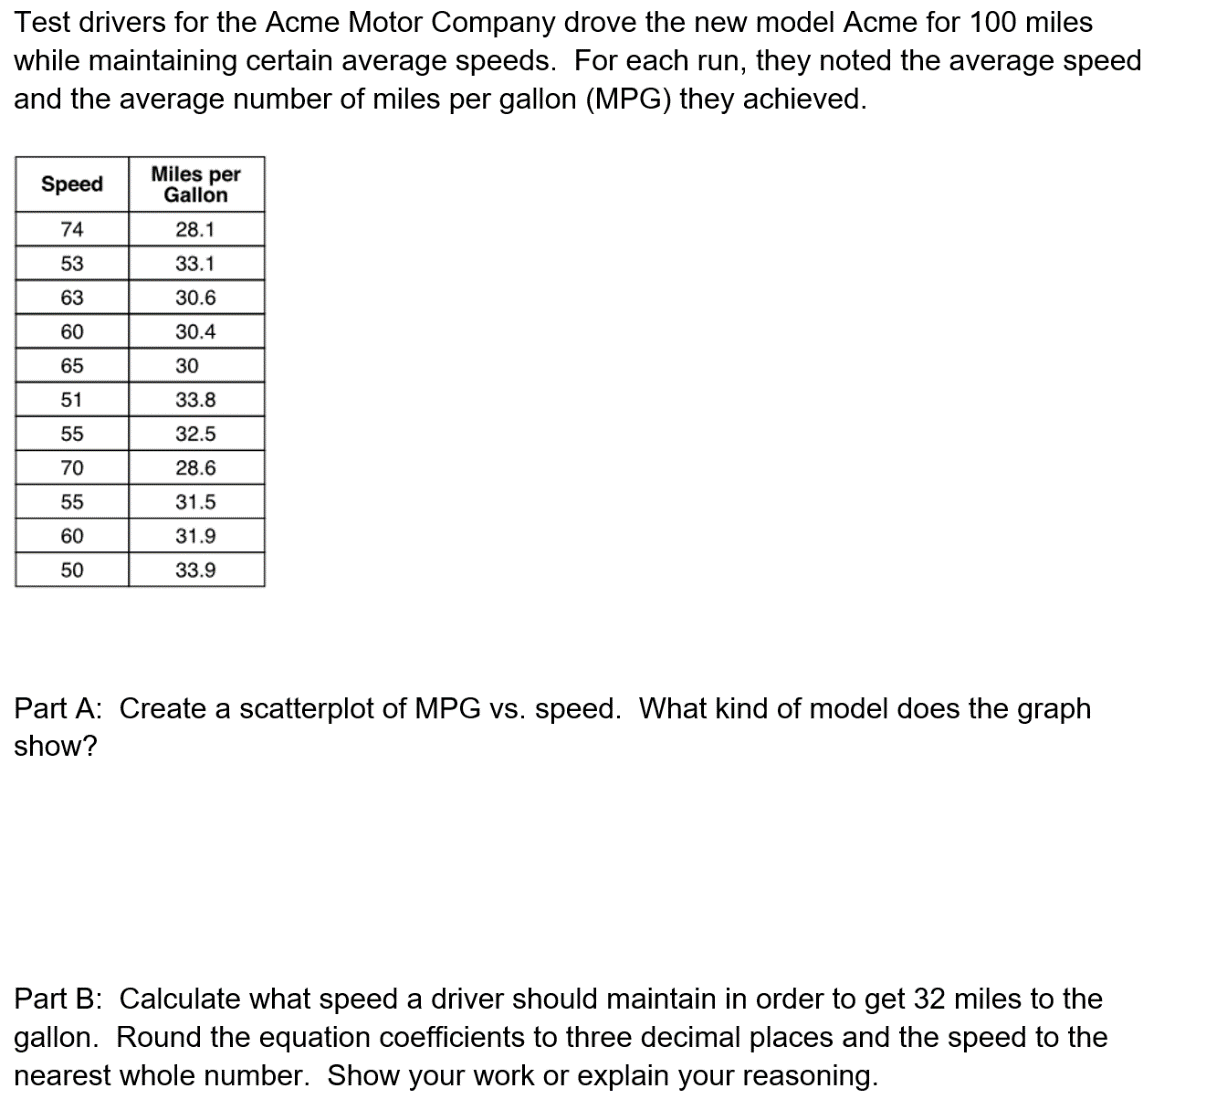 Test drivers for the Acme Motor Company drove the new model Acme for 100 miles
while maintaining certain average speeds.  For each run, they noted the average speed
and the average number of miles per gallon (MPG) they achieved.
Speed Miles per Gallon
74 28.1
53 33.1
63 30.6
60 30.4
65 30
51 33.8
55 32.5
70 28.6
55 31.5
60 31.9
50 33.9
Part A:  Create a scatterplot of MPG vs. speed.  What kind of model does the graph
show?
Part B:  Calculate what speed a driver should maintain in order to get 32 miles to the
gallon.  Round the equation coefficients to three decimal places and the speed to the
nearest whole number.  Show your work or explain your reasoning.